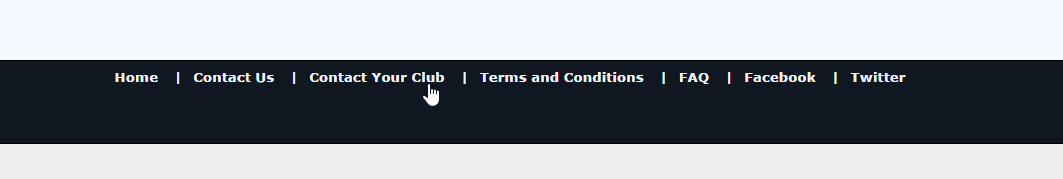 Home | Contact Us | Contact Your Club | Terms and Conditions | FAQ | Facebook | Twitter